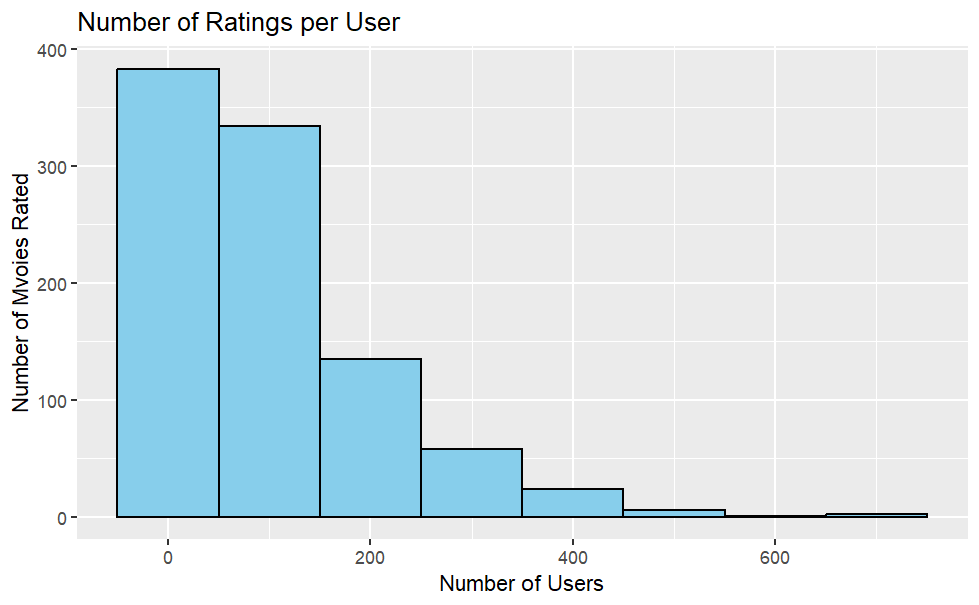 Number of Ratings per User
Number of Mvoies Rated
400
300
200
100
0
0 200 400 600
Number of Users